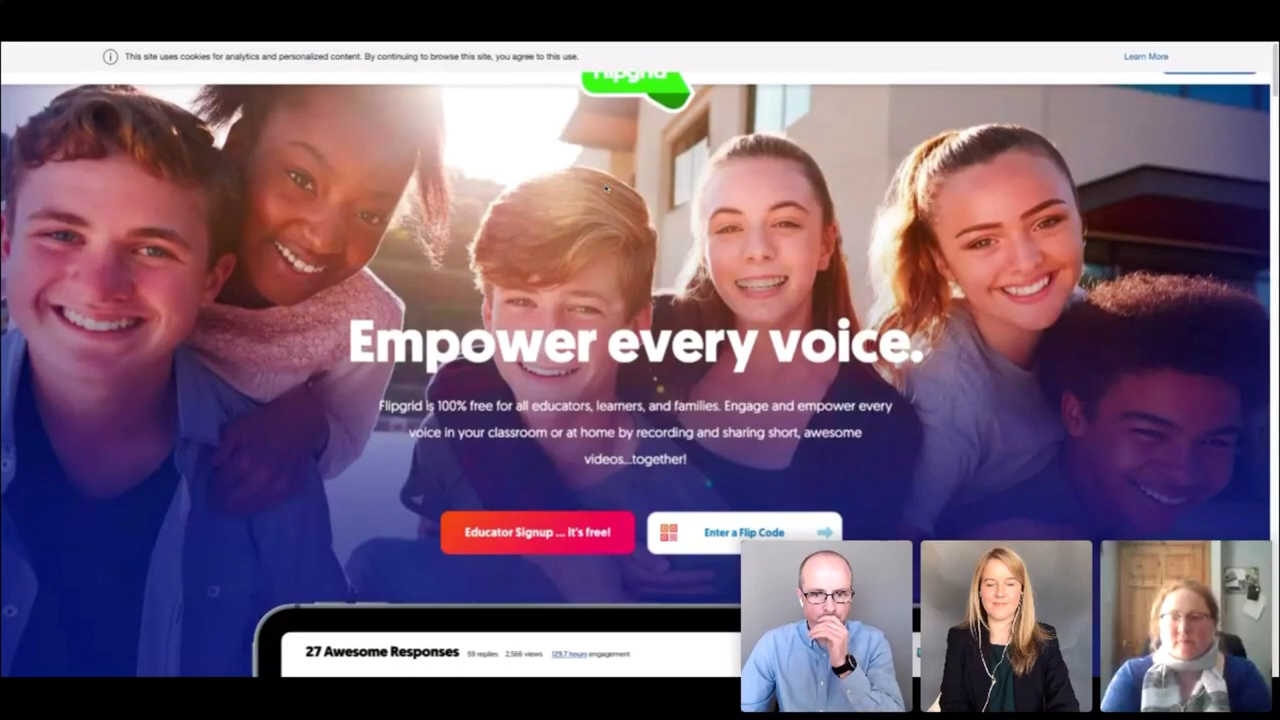 This site uses cookies for analytics and personalized content. By continuing to browse this site, you agree to this use.
Learn More
Flipgrid
Empower every voice.
Flipgrid is 100% free for all educators, learners, and families. Engage and empower every
voice in your classroom or at home by recording and sharing short, awesome
videos...together!
Educator Signup ... it's free!
Enter a Flip Code
27 Awesome Responses 59 replies 2,566 views 129.7 hours engagement